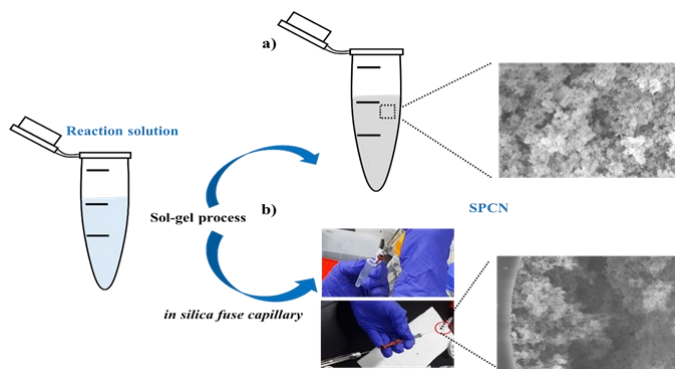 a)
Reaction solution
Sol-gel process
b)
SPCN
in silica fuse capillary